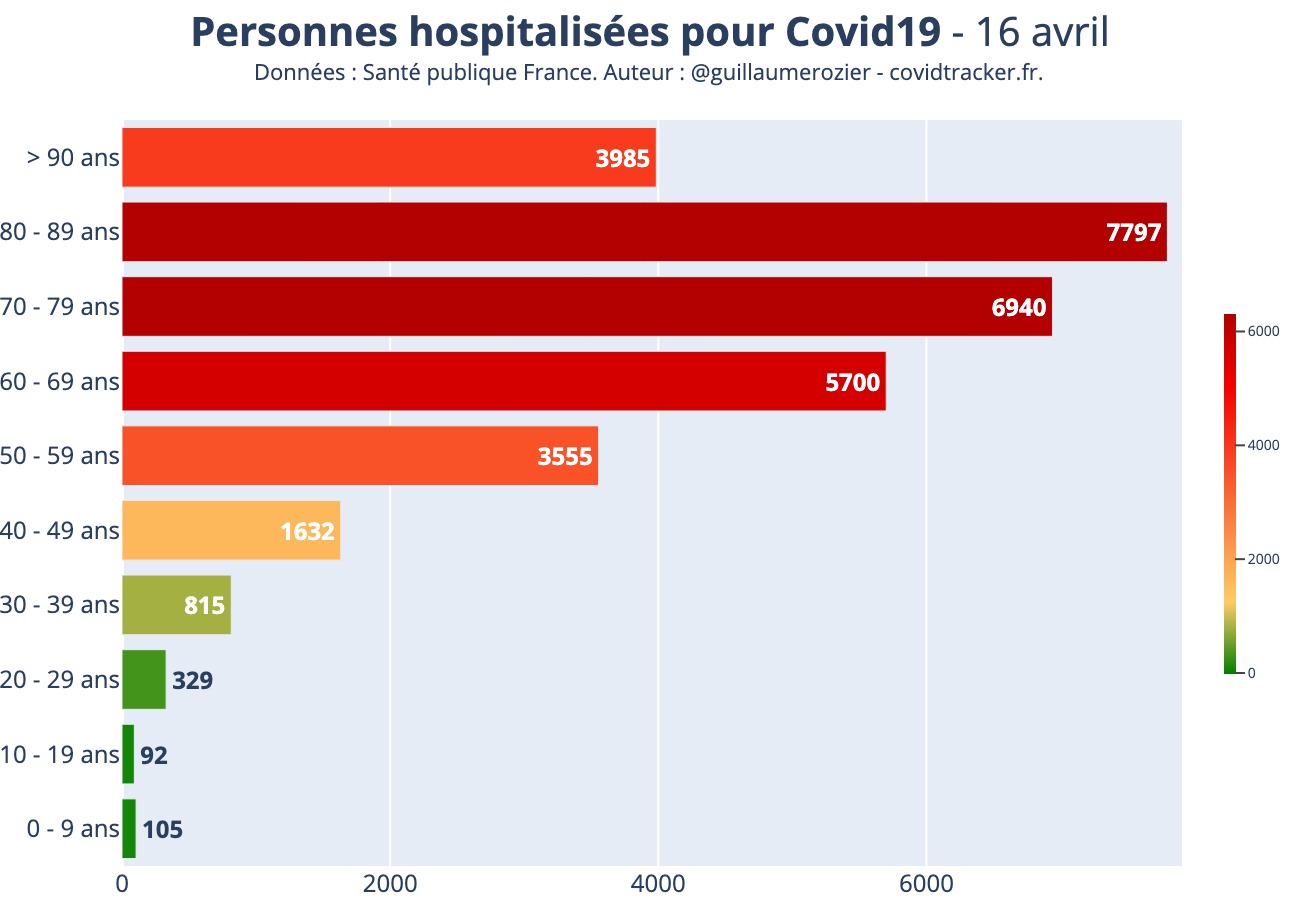 Personnes hospitalisées pour Covid19 - 16 avril
Données : Santé publique France. Auteur : @guillaumerozier - covidtracker.fr.
> 90 ans 3985
80 - 89 ans 7797
70 - 79 ans 6940
60 - 69 ans 5700
50 - 59 ans 3555
40 - 49 ans 1632
30 - 39 ans 815
20 - 29 ans 329
10 - 19 ans 92
0 - 9 ans 105
0 2000 4000 6000
6000
4000
2000
0